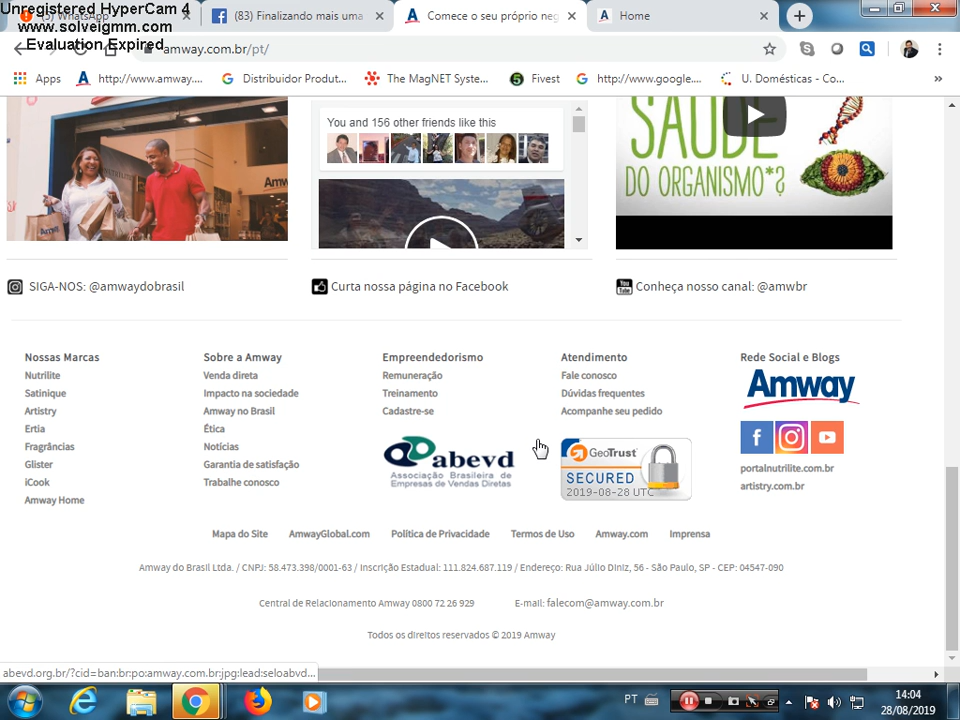 Unregistered HyperCam 4
www.solveigmm.com
Evaluation Expired
(5) WhatsApp
(83) Finalizando mais uma
Comece o seu próprio neg
Home
amway.com.br/pt/
Apps
http://www.amway....
Distribuidor Produt...
The MagNET Syste...
Fivest
http://www.google....
U. Domésticas - Co...
»
You and 156 other friends like this
SAÚDE
DO ORGANISMO*?
SIGA-NOS: @amwaydobrasil
Curta nossa página no Facebook
You Tube
Conheça nosso canal: @amwbr
Nossas Marcas
Nutrilite
Satinique
Artistry
Ertia
Fragrâncias
Glister
iCook
Amway Home
Sobre a Amway
Venda direta
Impacto na sociedade
Amway no Brasil
Ética
Notícias
Garantia de satisfação
Trabalhe conosco
Empreendedorismo
Remuneração
Treinamento
Cadastre-se
abevd
Associação Brasileira de
Empresas de Vendas Diretas
Atendimento
Fale conosco
Dúvidas frequentes
Acompanhe seu pedido
GeoTrust
SECURED
2019-08-28 UTC
Rede Social e Blogs
Amway
portalnutrilite.com.br
artistry.com.br
Mapa do Site
AmwayGlobal.com
Política de Privacidade
Termos de Uso
Amway.com
Imprensa
Amway do Brasil Ltda. / CNPJ: 58.473.398/0001-63 / Inscrição Estadual: 111.824.687.119 / Endereço: Rua Júlio Diniz, 56 - São Paulo, SP - CEP: 04547-090
Central de Relacionamento Amway 0800 72 26 929
E-mail: falecom@amway.com.br
Todos os direitos reservados © 2019 Amway
abevd.org.br/?cid=ban:br:po:amway.com.br:jpg:lead:seloabvd...
PT
14:04
28/08/2019